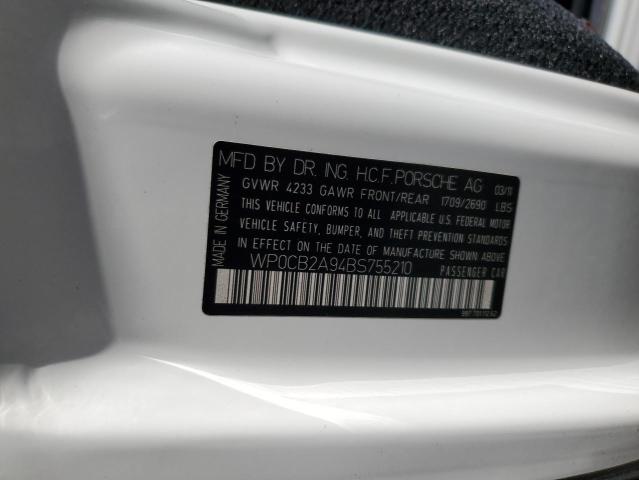 MFD BY DR. ING. H.C.F. PORSCHE AG 03/11
GVWR 4233 GAWR FRONT/REAR 1709/2690 LBS
THIS VEHICLE CONFORMS TO ALL APPLICABLE U.S. FEDERAL MOTOR
VEHICLE SAFETY, BUMPER, AND THEFT PREVENTION STANDARDS
IN EFFECT ON THE DATE OF MANUFACTURE SHOWN ABOVE
WP0CB2A94BS755210 PASSENGER CAR
MADE IN GERMANY